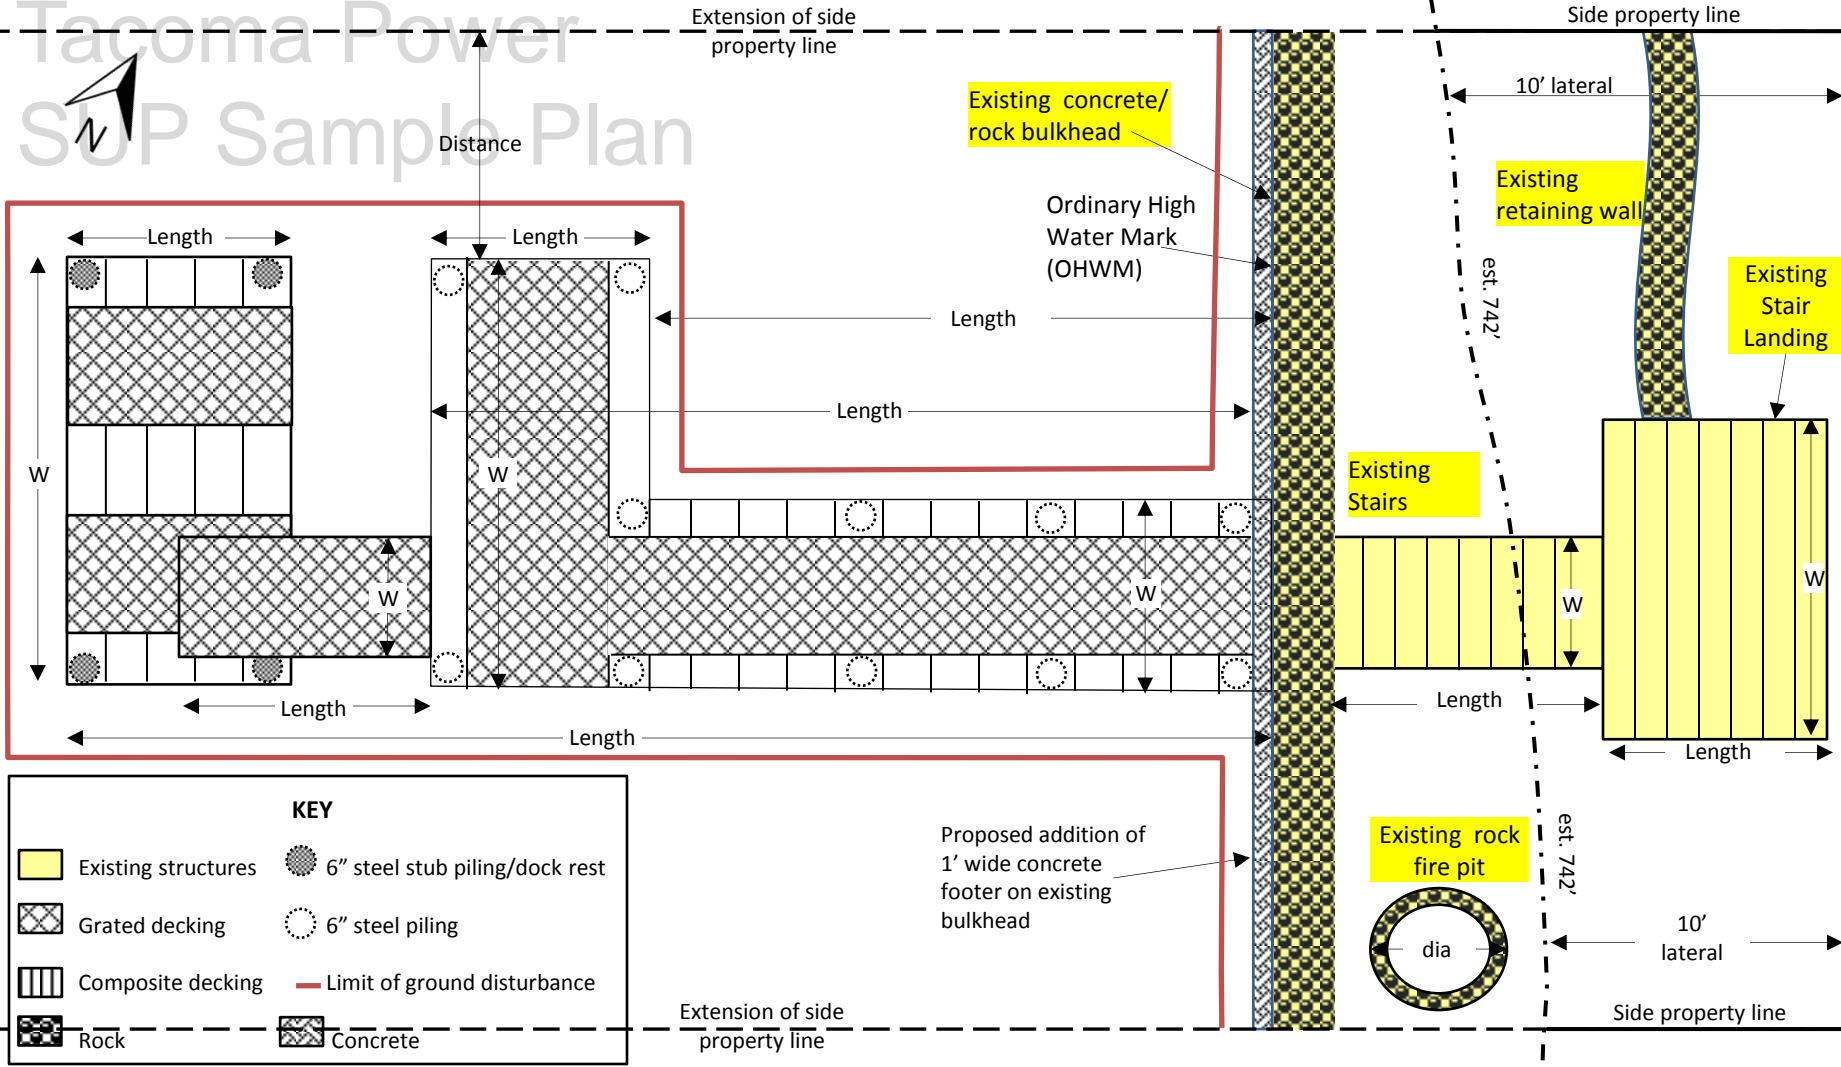 Tacoma Power
SUP Sample Plan
N
Extension of side
property line
Side property line
Distance
10’ lateral
Existing concrete/
rock bulkhead
Existing
retaining wall
Ordinary High
Water Mark
(OHWM)
est. 742’
Existing
Stair
Landing
Length
Length
Length
Length
W
W
W
W
Existing
Stairs
W
W
Length
Length
Length
Length
KEY
Existing structures
6” steel stub piling/dock rest
Grated decking
6” steel piling
Composite decking
Limit of ground disturbance
Rock
Concrete
Proposed addition of
1’ wide concrete
footer on existing
bulkhead
Existing rock
fire pit
dia
est. 742’
10’
lateral
Extension of side
property line
Side property line